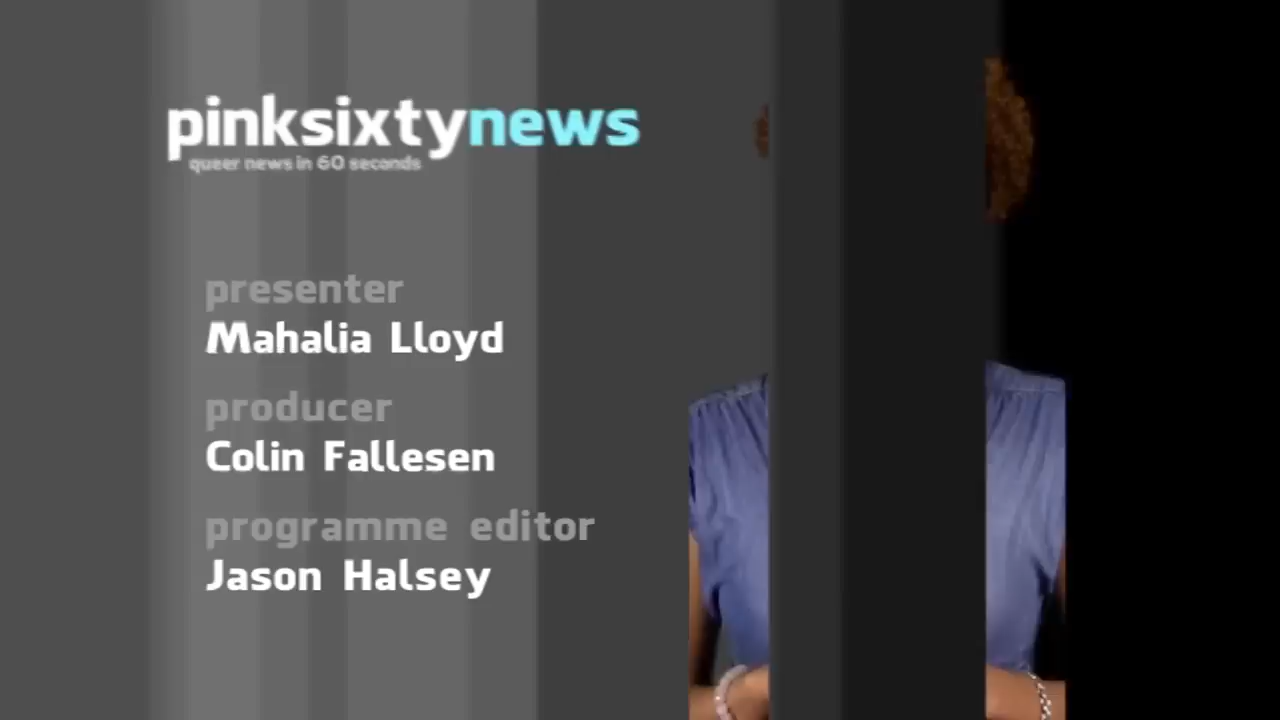 pinksixtynews
queer news in 60 seconds
presenter
Mahalia Lloyd
producer
Colin Fallesen
programme editor
Jason Halsey